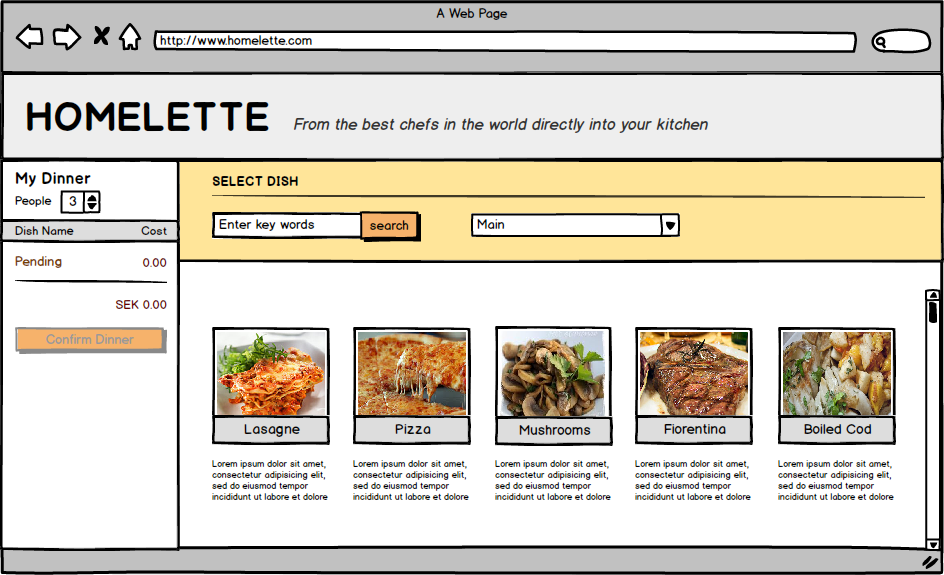 A Web Page
http://www.homelette.com
HOMELETTE
From the best chefs in the world directly into your kitchen
My Dinner
People 3
Dish Name Cost
Pending 0.00
SEK 0.00
Confirm Dinner
SELECT DISH
Enter key words search Main
Lasagne
Pizza
Mushrooms
Fiorentina
Boiled Cod
Lorem ipsum dolor sit amet,
consectetur adipisicing elit,
sed do eiusmod tempor
incididunt ut labore et dolore
Lorem ipsum dolor sit amet,
consectetur adipisicing elit,
sed do eiusmod tempor
incididunt ut labore et dolore
Lorem ipsum dolor sit amet,
consectetur adipisicing elit,
sed do eiusmod tempor
incididunt ut labore et dolore
Lorem ipsum dolor sit amet,
consectetur adipisicing elit,
sed do eiusmod tempor
incididunt ut labore et dolore
Lorem ipsum dolor sit amet,
consectetur adipisicing elit,
sed do eiusmod tempor
incididunt ut labore et dolore